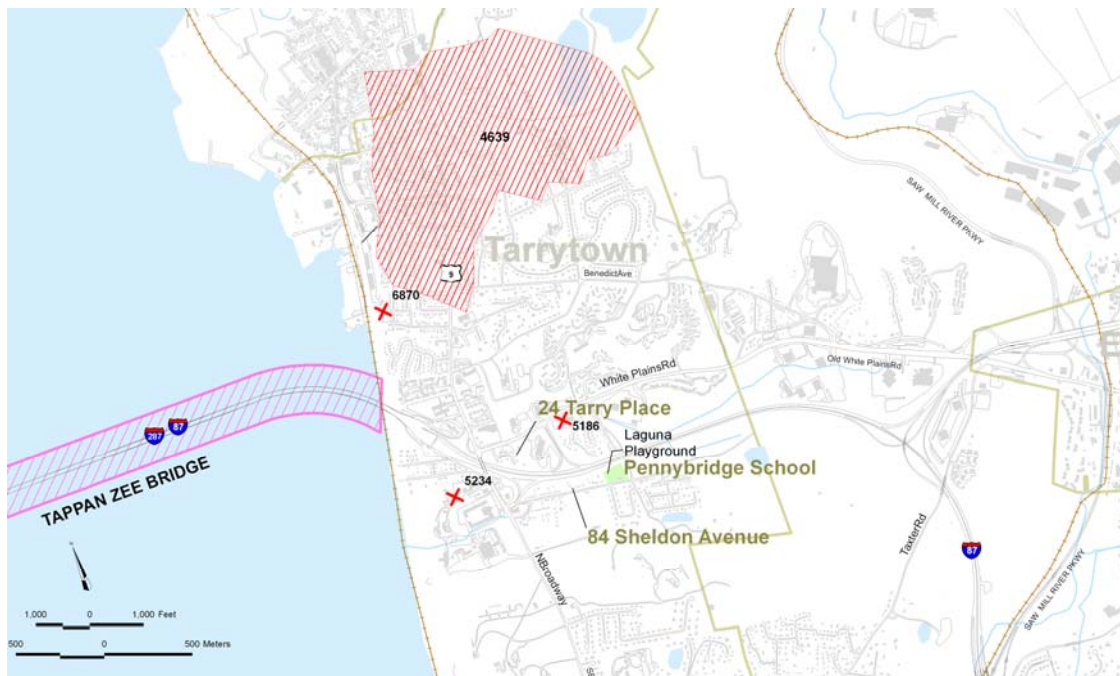 4639
SAW MILL RIVER PKWY
Tarrytown
9
BenedictAve
6870
Old White PlainsRd
E
White PlainsRd
24 Tarry Place
5186
287
87
Laguna
Playground
Pennybridge School
TAPPAN ZEE BRIDGE
5234
84 Sheldon Avenue
TaxterRd
87
NBroadway
SAW MILL RIVER PKWY
1,000 0 1,000 Feet
500 0 500 Meters